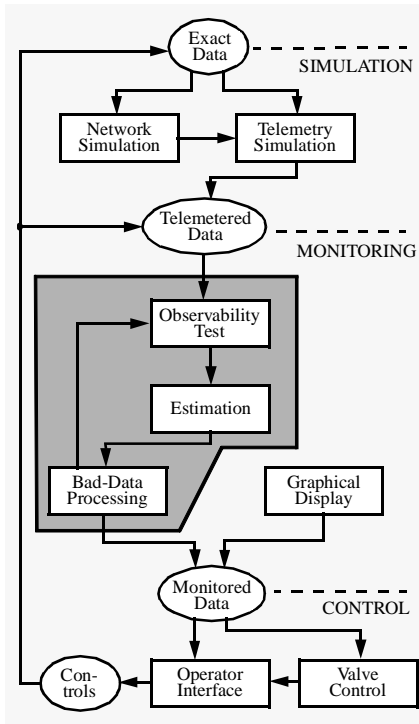 Exact
Data
SIMULATION
Network
Simulation
Telemetry
Simulation
Telemetered
Data
MONITORING
Observability
Test
Estimation
Bad-Data
Processing
Graphical
Display
Monitored
Data
CONTROL
Con-
trols
Operator
Interface
Valve
Control